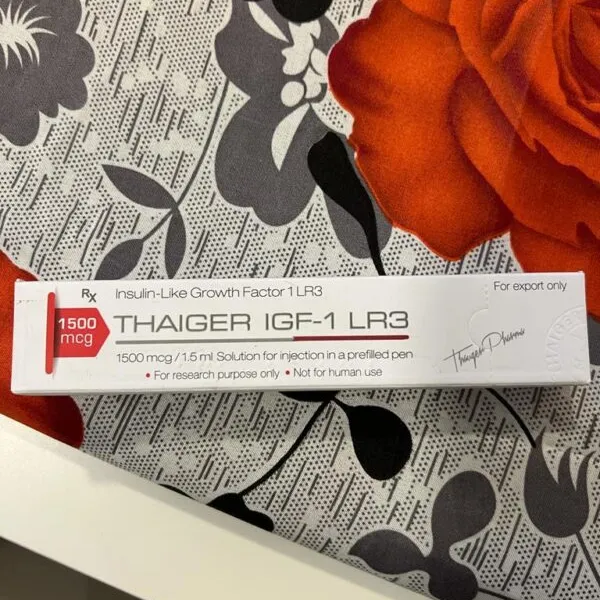 Rx Insulin-Like Growth Factor 1 LR3
For export only
1500
mcg
THAIGER IGF-1 LR3
1500 mcg / 1.5 ml Solution for injection in a prefilled pen
• For research purpose only • Not for human use
Thaiger Pharma